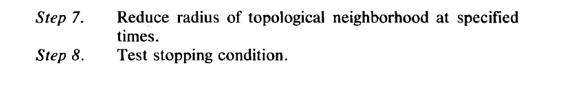 Step 7. Reduce radius of topological neighborhood at specified
times.
Step 8. Test stopping condition.